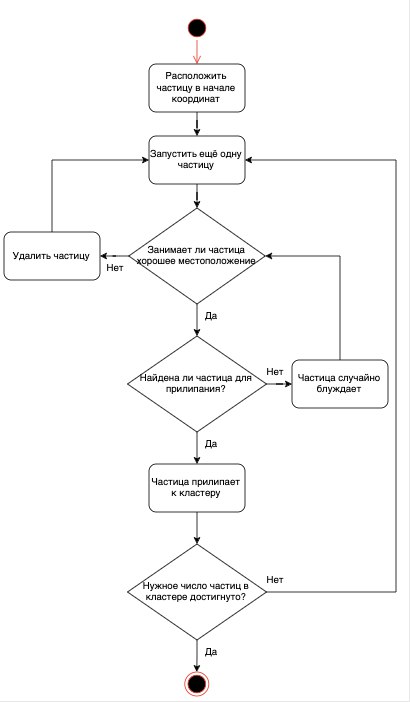 Расположить
частицу в начале
координат
Запустить ещё одну
частицу
Занимает ли частица
хорошее местоположение
Удалить частицу
Нет
Да
Найдена ли частица для
прилипания?
Нет
Частица случайно
блуждает
Да
Частица прилипает
к кластеру
Нужное число частиц в
кластере достигнуто?
Нет
Да